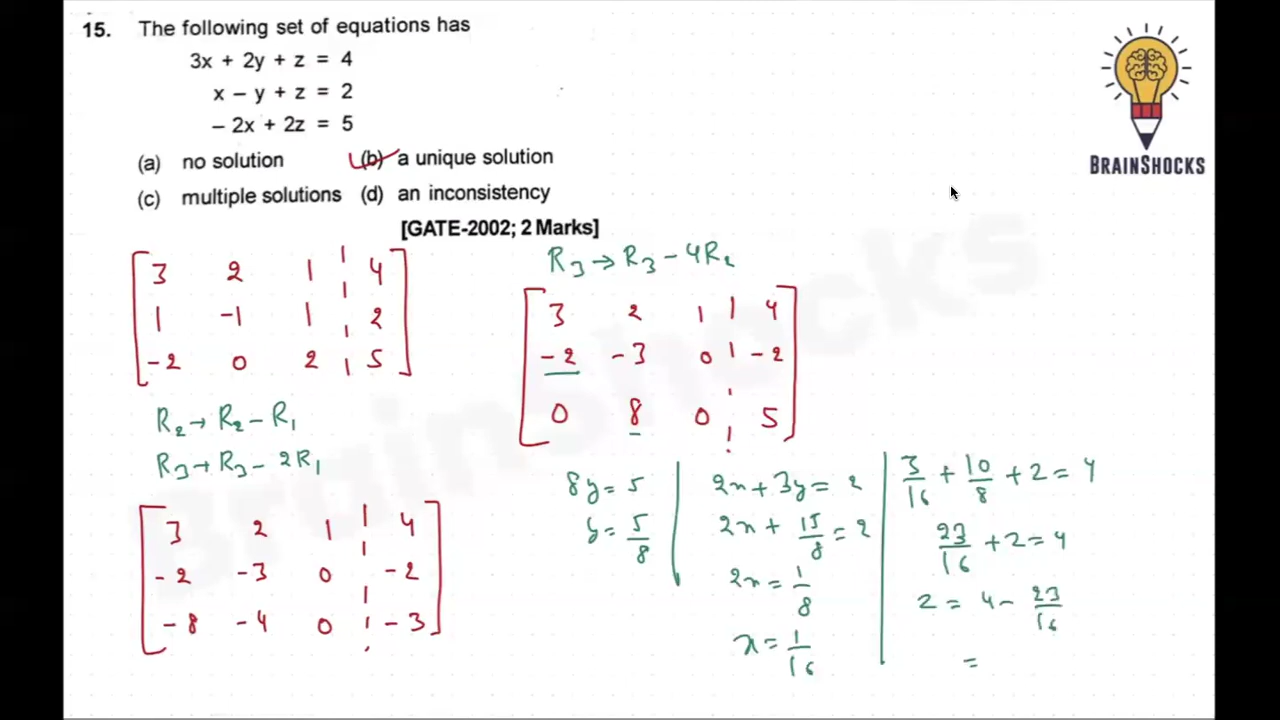 15. The following set of equations has
3x + 2y + z = 4
x – y + z = 2
– 2x + 2z = 5
(a) no solution (b) a unique solution
(c) multiple solutions (d) an inconsistency
[GATE-2002; 2 Marks]
BRAINSHOCKS
3 2 1 | 4
1 -1 1 | 2
-2 0 2 | 5
R2 → R2 - R1
R3 → R3 - 2R1
3 2 1 | 4
-2 -3 0 | -2
-8 -4 0 | -3
R3 → R3 - 4R2
3 2 1 | 4
-2 -3 0 | -2
0 8 0 | 5
8y = 5
y = 5/8
2x + 3y = 2
2x + 15/8 = 2
2x = 1/8
x = 1/16
3/16 + 10/8 + z = 4
23/16 + z = 4
z = 4 - 23/16
=
BrainShocks